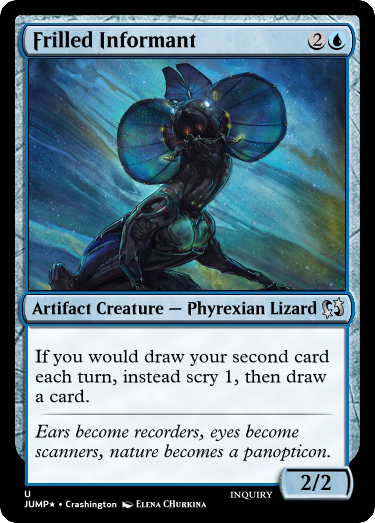 Frilled Informant 2
Artifact Creature — Phyrexian Lizard
If you would draw your second card
each turn, instead scry 1, then draw
a card.
Ears become recorders, eyes become
scanners, nature becomes a panopticon.
2/2
U INQUIRY
JUMP★ • Crashington Elena CHurkina